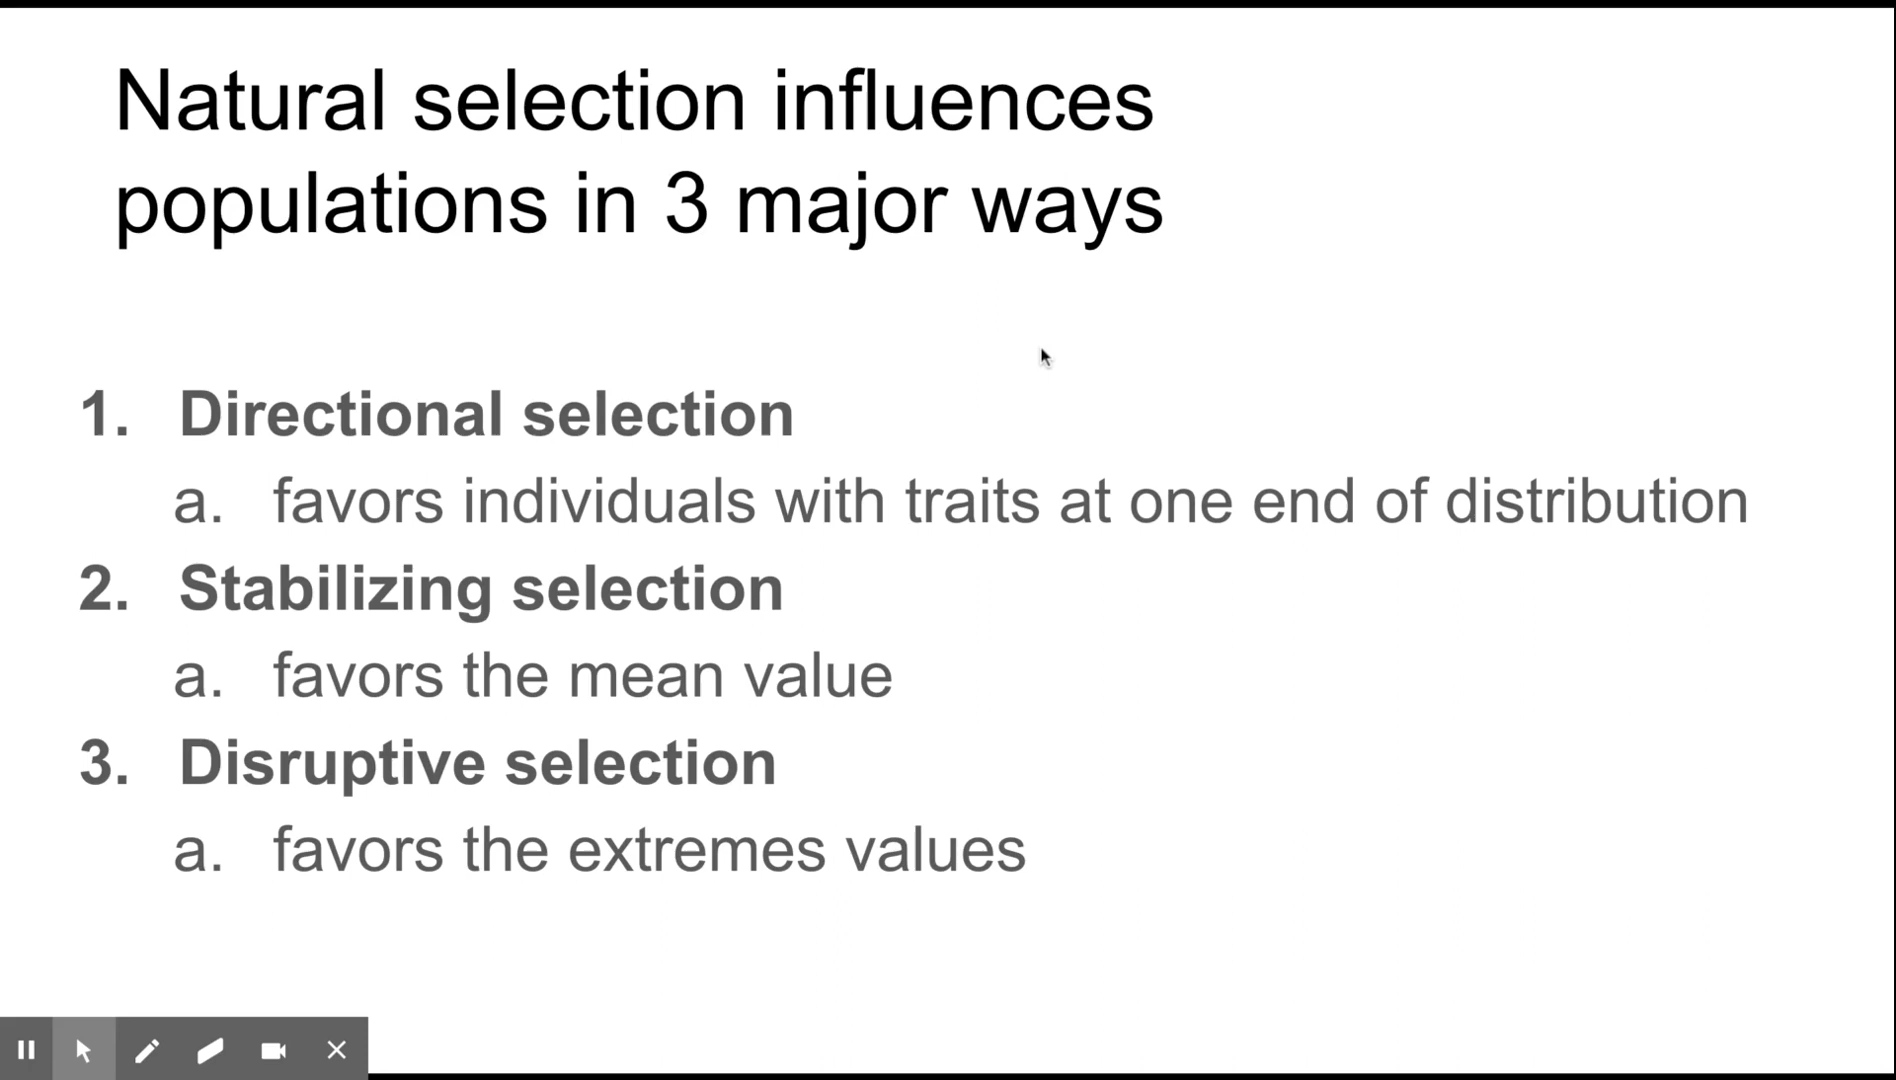 Natural selection influences
populations in 3 major ways
1. Directional selection
a. favors individuals with traits at one end of distribution
2. Stabilizing selection
a. favors the mean value
3. Disruptive selection
a. favors the extremes values